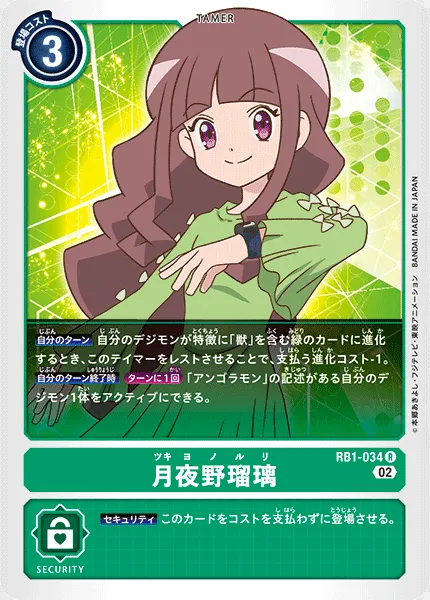 TAMER
登場コスト
3
自分のターン 自分のデジモンが特徴に「獣」を含む緑のカードに進化
するとき、このテイマーをレストさせることで、支払う進化コスト-1。
自分のターン終了時 ターンに1回 「アンゴラモン」の記述がある自分のデ
ジモン1体をアクティブにできる。
ツキヨノルリ
月夜野瑠璃
RB1-034 R
02
セキュリティ このカードをコストを支払わずに登場させる。
SECURITY
©本郷あきよし・フジテレビ・東映アニメーション BANDAI MADE IN JAPAN